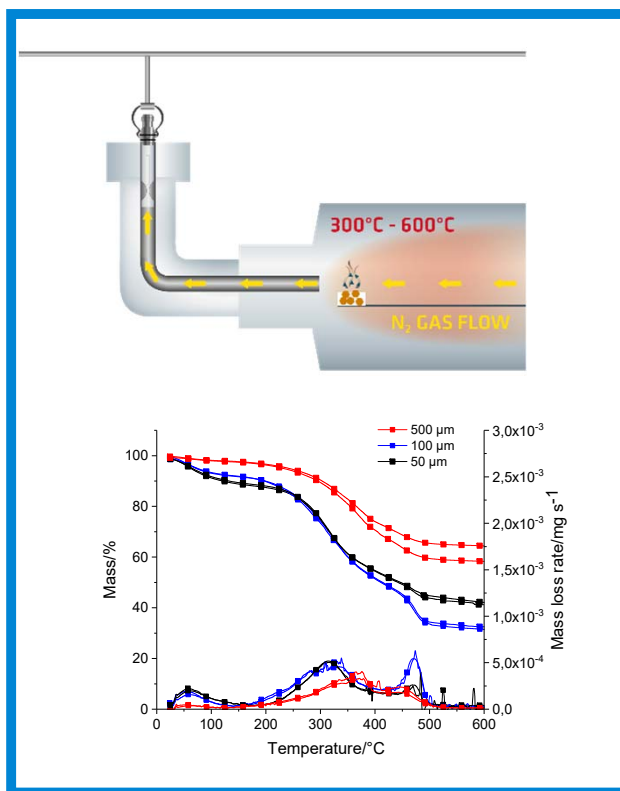 300°C - 600°C
N₂ GAS FLOW
500 µm
100 µm
50 µm
Mass/%
100
80
60
40
20
0
3,0x10⁻³
2,5x10⁻³
2,0x10⁻³
1,5x10⁻³
1,0x10⁻³
5,0x10⁻⁴
0,0
Mass loss rate/mg s⁻¹
0 100 200 300 400 500 600
Temperature/°C